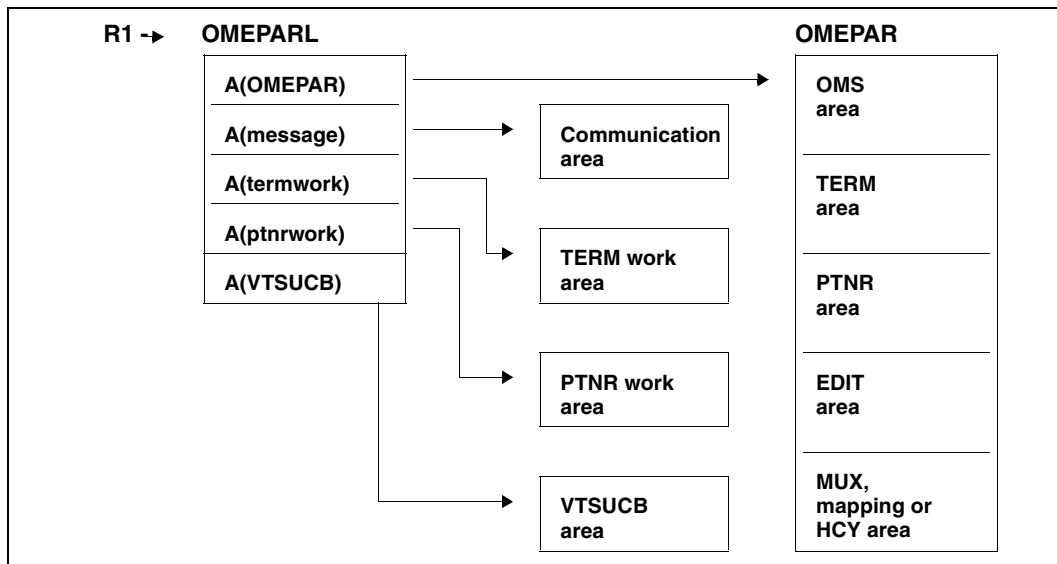 R1
OMEPARL
OMEPAR
A(OMEPAR)
A(message)
A(termwork)
A(ptnrwork)
A(VTSUCB)
Communication
area
TERM work
area
PTNR work
area
VTSUCB
area
OMS
area
TERM
area
PTNR
area
EDIT
area
MUX,
mapping or
HCY area